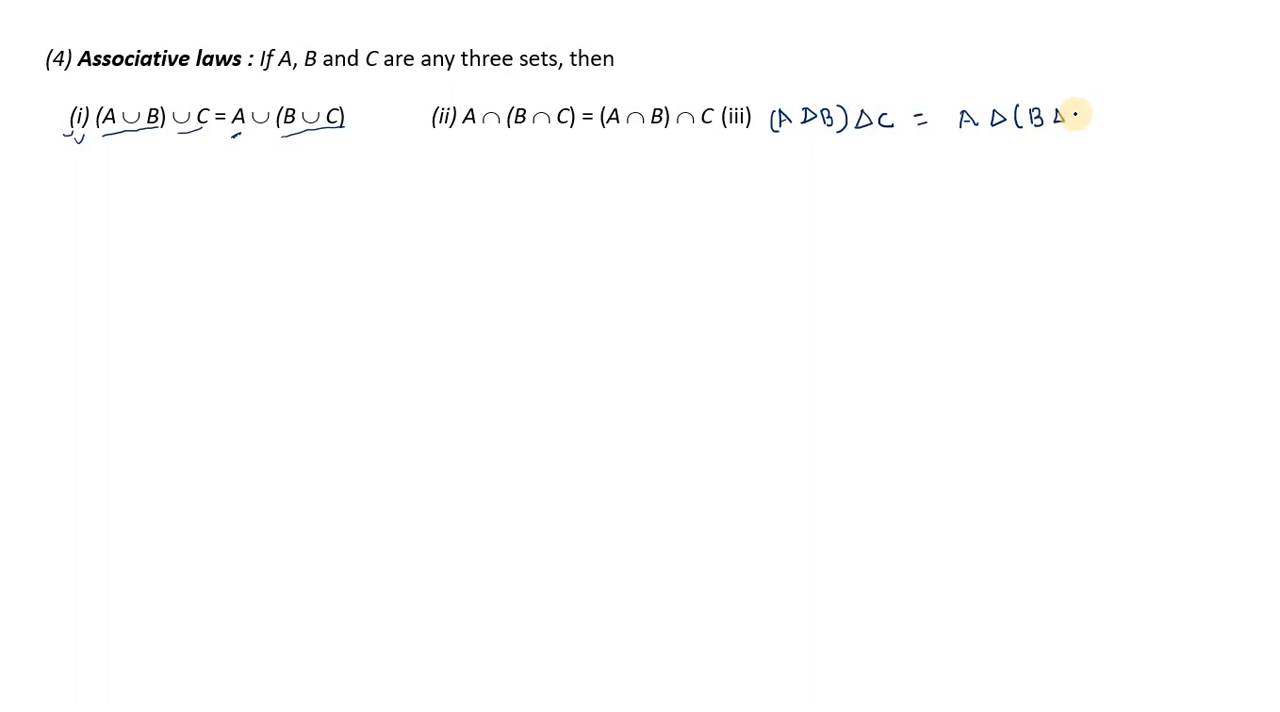 (4) Associative laws : If A, B and C are any three sets, then
(i) (A ∪ B) ∪ C = A ∪ (B ∪ C) (ii) A ∩ (B ∩ C) = (A ∩ B) ∩ C (iii) (A Δ B) Δ C = A Δ (B Δ